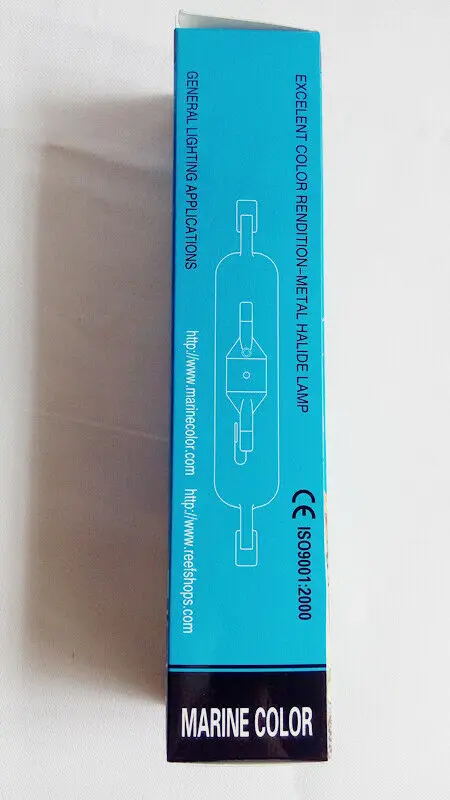 EXCELENT COLOR RENDITION-METAL HALIDE LAMP
CE ISO9001:2000
GENERAL LIGHTING APPLICATIONS
http://www.marinecolor.com http://www.reefshops.com
MARINE COLOR